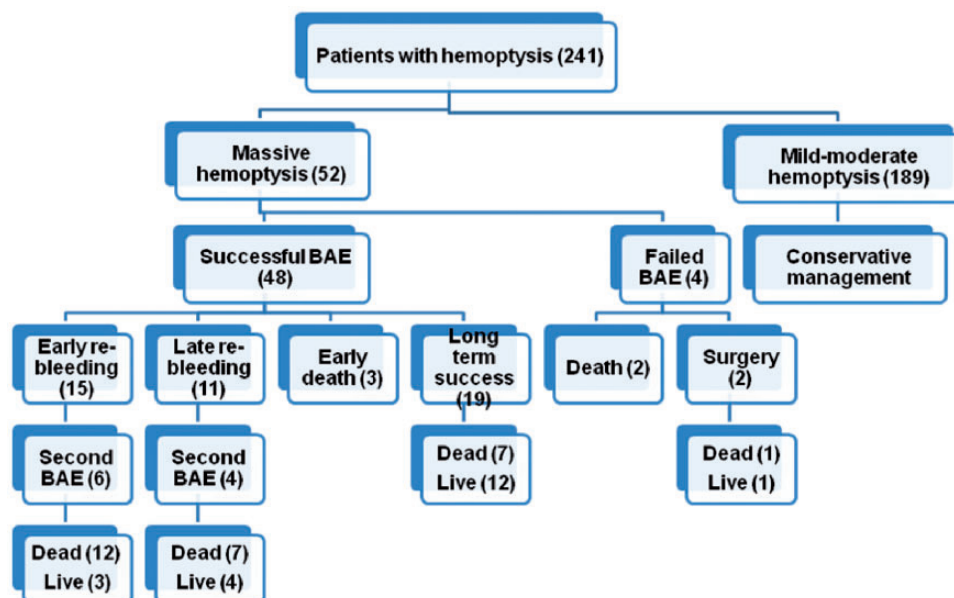 Patients with hemoptysis (241)
Massive
hemoptysis (52)
Mild-moderate
hemoptysis (189)
Successful BAE
(48)
Failed
BAE (4)
Conservative
management
Early re-
bleeding
(15)
Late re-
bleeding
(11)
Early
death (3)
Long
term
success
(19)
Death (2)
Surgery
(2)
Second
BAE (6)
Second
BAE (4)
Dead (7)
Live (12)
Dead (1)
Live (1)
Dead (12)
Live (3)
Dead (7)
Live (4)